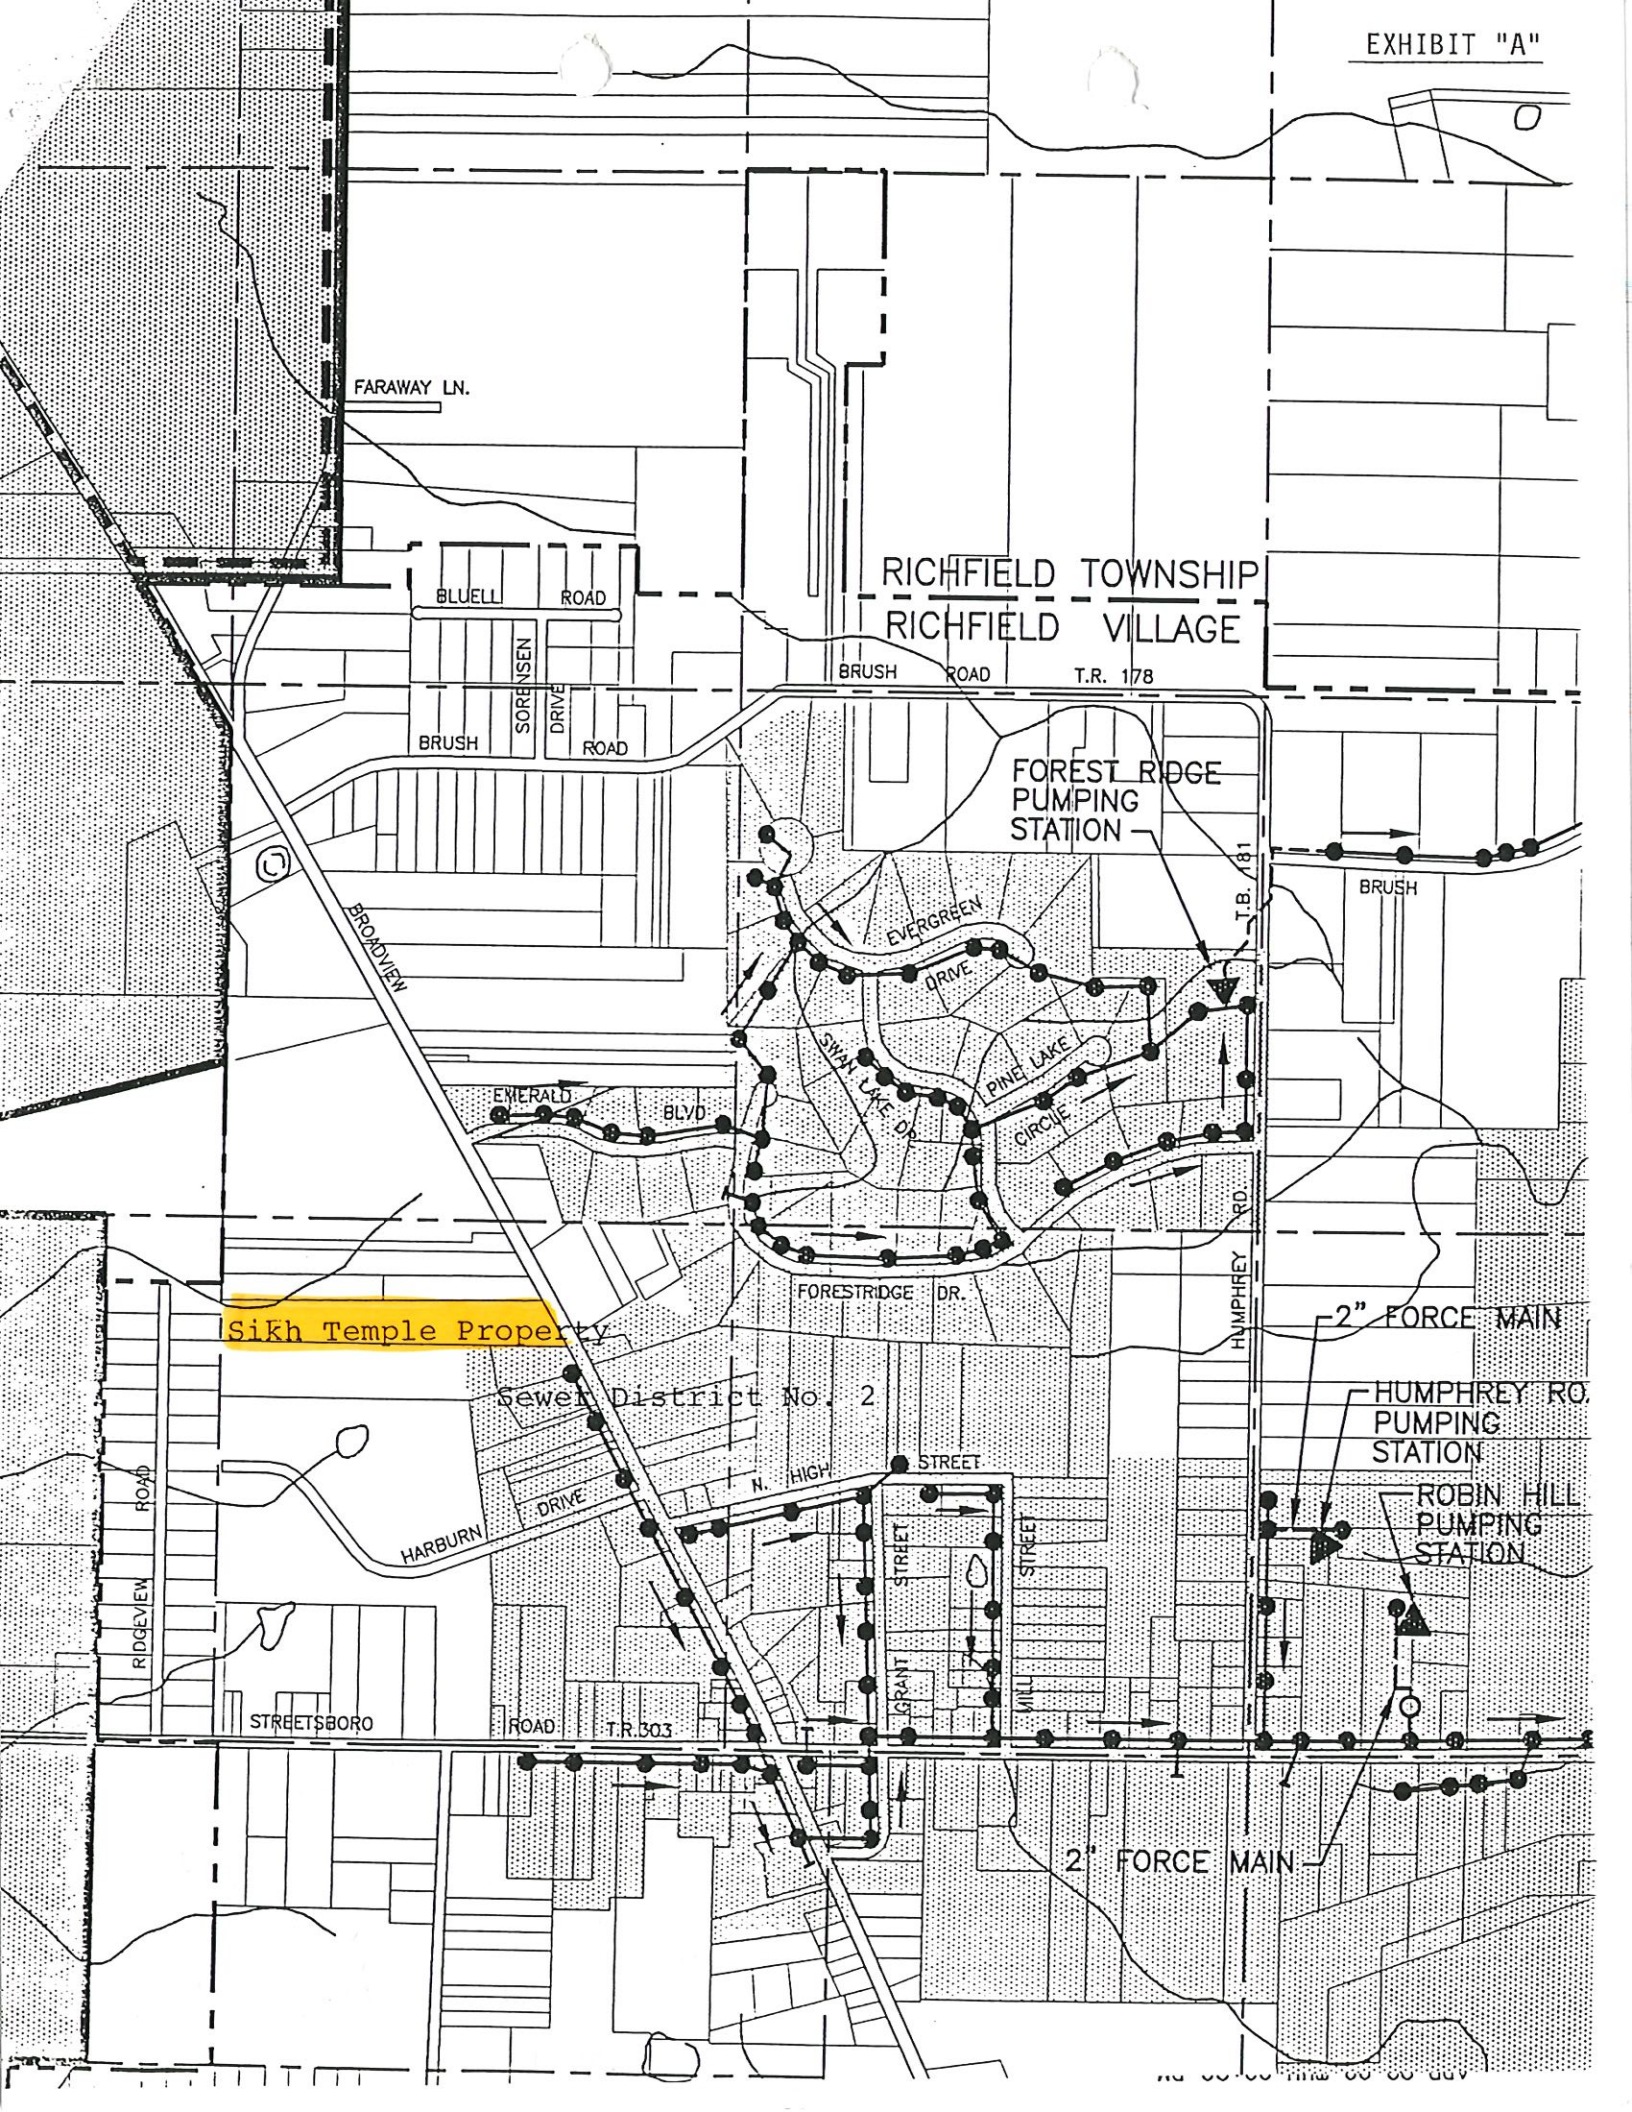 EXHIBIT "A"
FARAWAY LN.
RICHFIELD TOWNSHIP
RICHFIELD VILLAGE
BLUELL ROAD
SORENSEN DRIVE
BRUSH ROAD T.R. 178
BRUSH ROAD
FOREST RIDGE
PUMPING
STATION
T.B. 181
BRUSH
BROADVIEW
EVERGREEN
DRIVE
SWAN LAKE DR.
PINE LAKE
CIRCLE
EMERALD BLVD
HUMPHREY RD.
FORESTRIDGE DR.
Sikh Temple Property
2" FORCE MAIN
Sewer District No. 2
HUMPHREY RO
PUMPING
STATION
N. HIGH STREET
ROBIN HILL
PUMPING
STATION
HARBURN DRIVE
GRANT STREET
MILL STREET
RIDGEVIEW ROAD
STREETSBORO ROAD T.R.303
2" FORCE MAIN